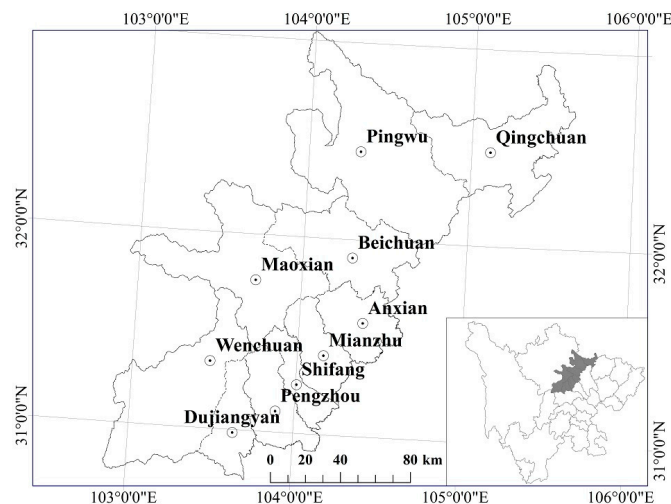 103°0'0"E 104°0'0"E 105°0'0"E 106°0'0"E
Pingwu
Qingchuan
32°0'0"N
Beichuan
32°0'0"N
Maoxian
Anxian
Wenchuan
Mianzhu
Shifang
Pengzhou
31°0'0"N
Dujiangyan
31°0'0"N
0 20 40 80 km
103°0'0"E 104°0'0"E 105°0'0"E 106°0'0"E